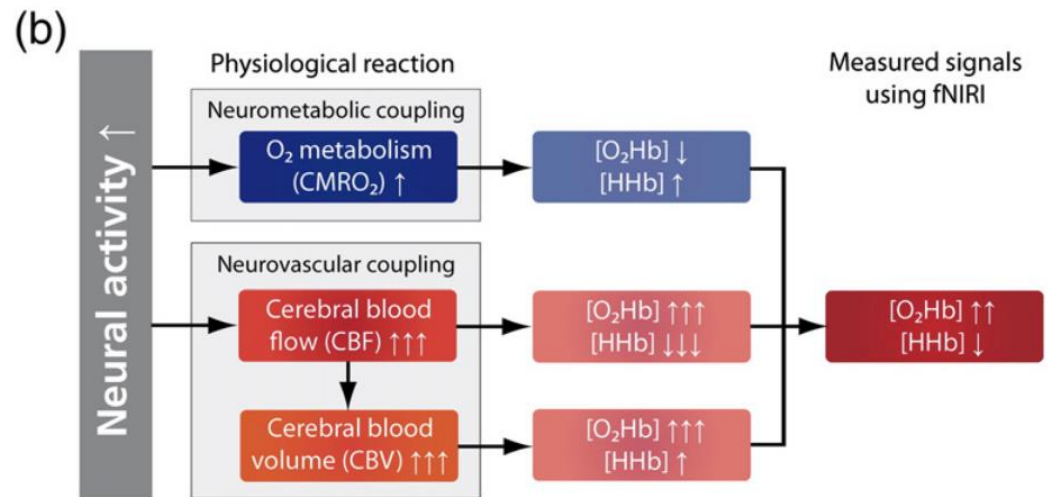 (b)
Physiological reaction
Measured signals
using fNIRI
Neural activity ↑
Neurometabolic coupling
O₂ metabolism
(CMRO₂) ↑
[O₂Hb] ↓
[HHb] ↑
Neurovascular coupling
Cerebral blood
flow (CBF) ↑↑↑
[O₂Hb] ↑↑↑
[HHb] ↓↓↓
[O₂Hb] ↑↑
[HHb] ↓
Cerebral blood
volume (CBV) ↑↑↑
[O₂Hb] ↑↑↑
[HHb] ↑